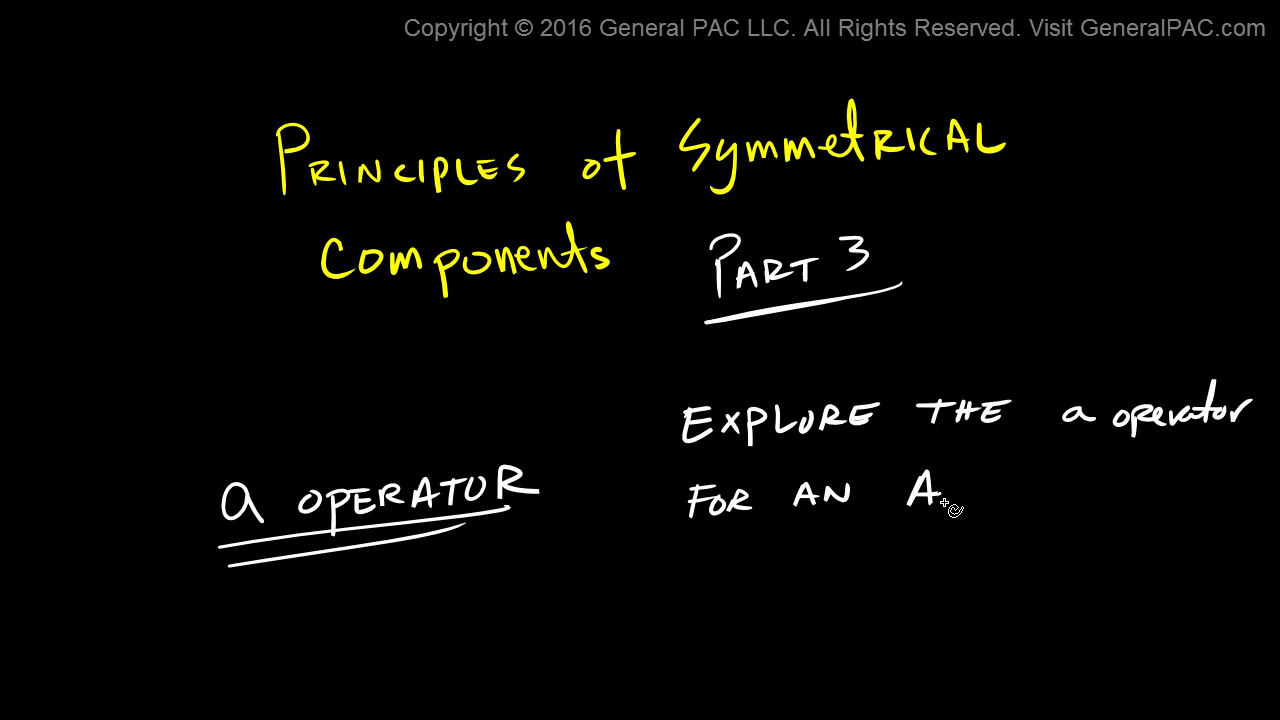 Copyright © 2016 General PAC LLC. All Rights Reserved. Visit GeneralPAC.com
PRINCIPLES of SymmetRICAL
Components PART 3
EXPLORE THE a operator
FOR AN A
a OPERATOR